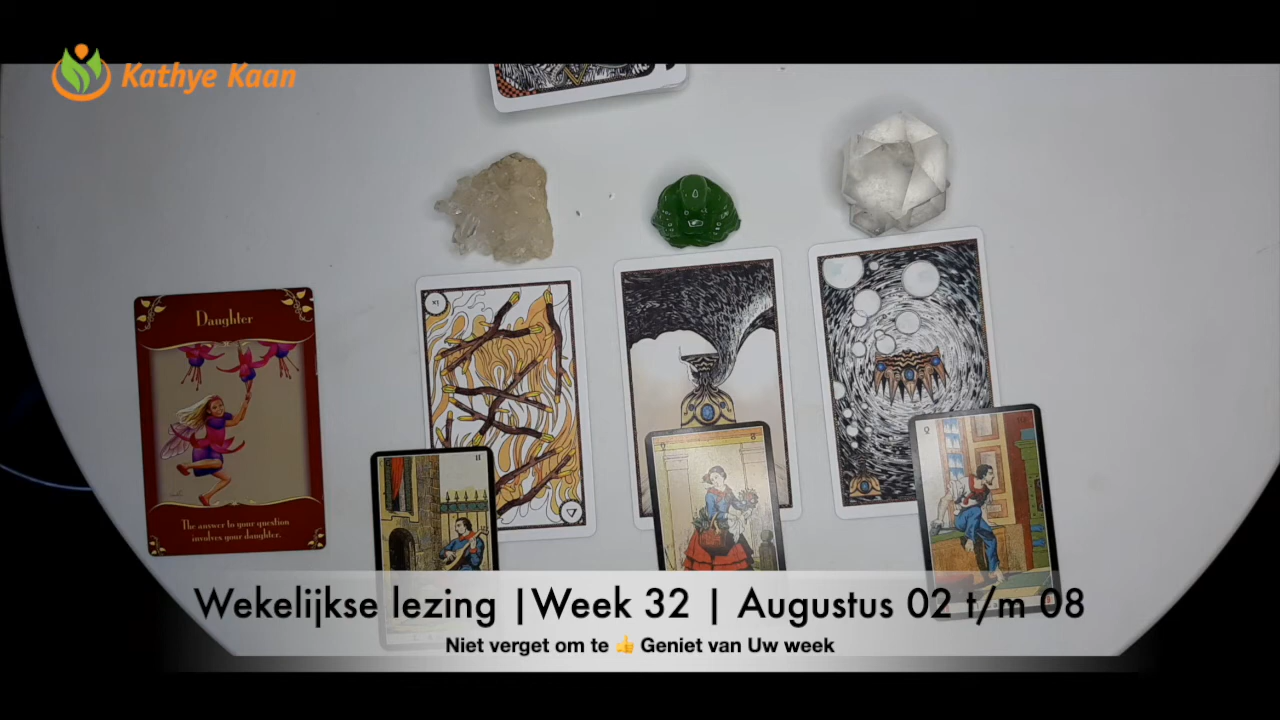 Kathye Kaan
Daughter
The answer to your question
involves your daughter.
Wekelijkse lezing | Week 32 | Augustus 02 t/m 08
Niet verget om te 👍 Geniet van Uw week